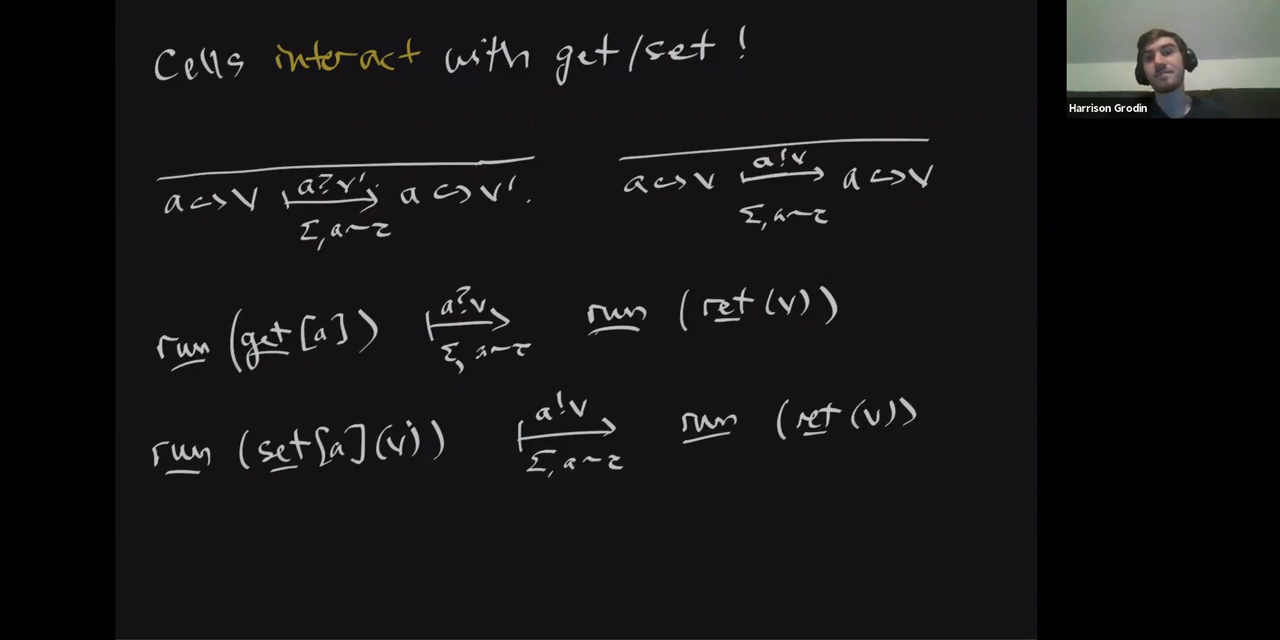 Cells interact with get/set!
Harrison Grodin
a ↪ v ⟼ a?v' Σ, a~τ a ↪ v'.
a ↪ v ⟼ a!v Σ, a~τ a ↪ v
run (get[a]) ⟼ a?v Σ, a~τ run (ret(v))
run (set[a](v)) ⟼ a!v Σ, a~τ run (ret(v))